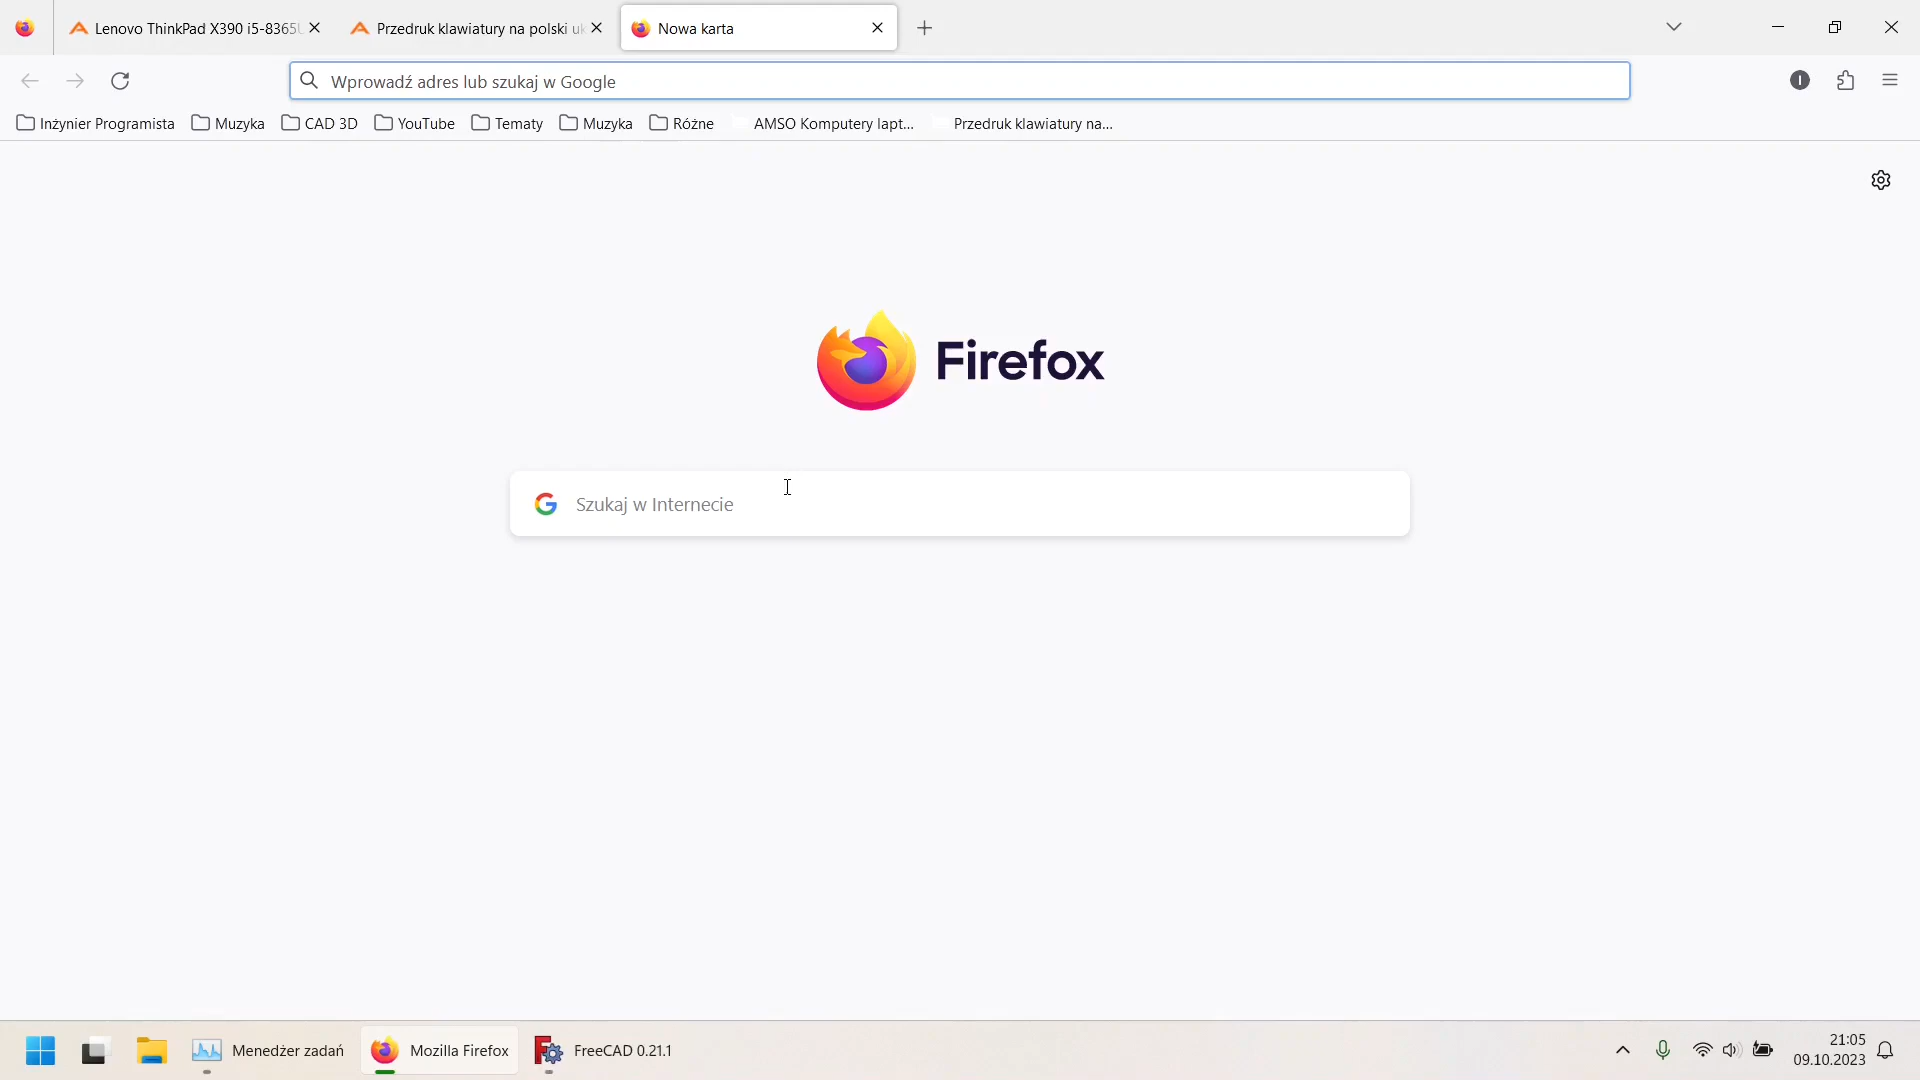 Lenovo ThinkPad X390 i5-8365U
Przedruk klawiatury na polski uk
Nowa karta
Wprowadź adres lub szukaj w Google
Inżynier Programista
Muzyka
CAD 3D
YouTube
Tematy
Muzyka
Różne
AMSO Komputery lapt...
Przedruk klawiatury na...
Firefox
Szukaj w Internecie
Menedżer zadań
Mozilla Firefox
FreeCAD 0.21.1
21:05
09.10.2023